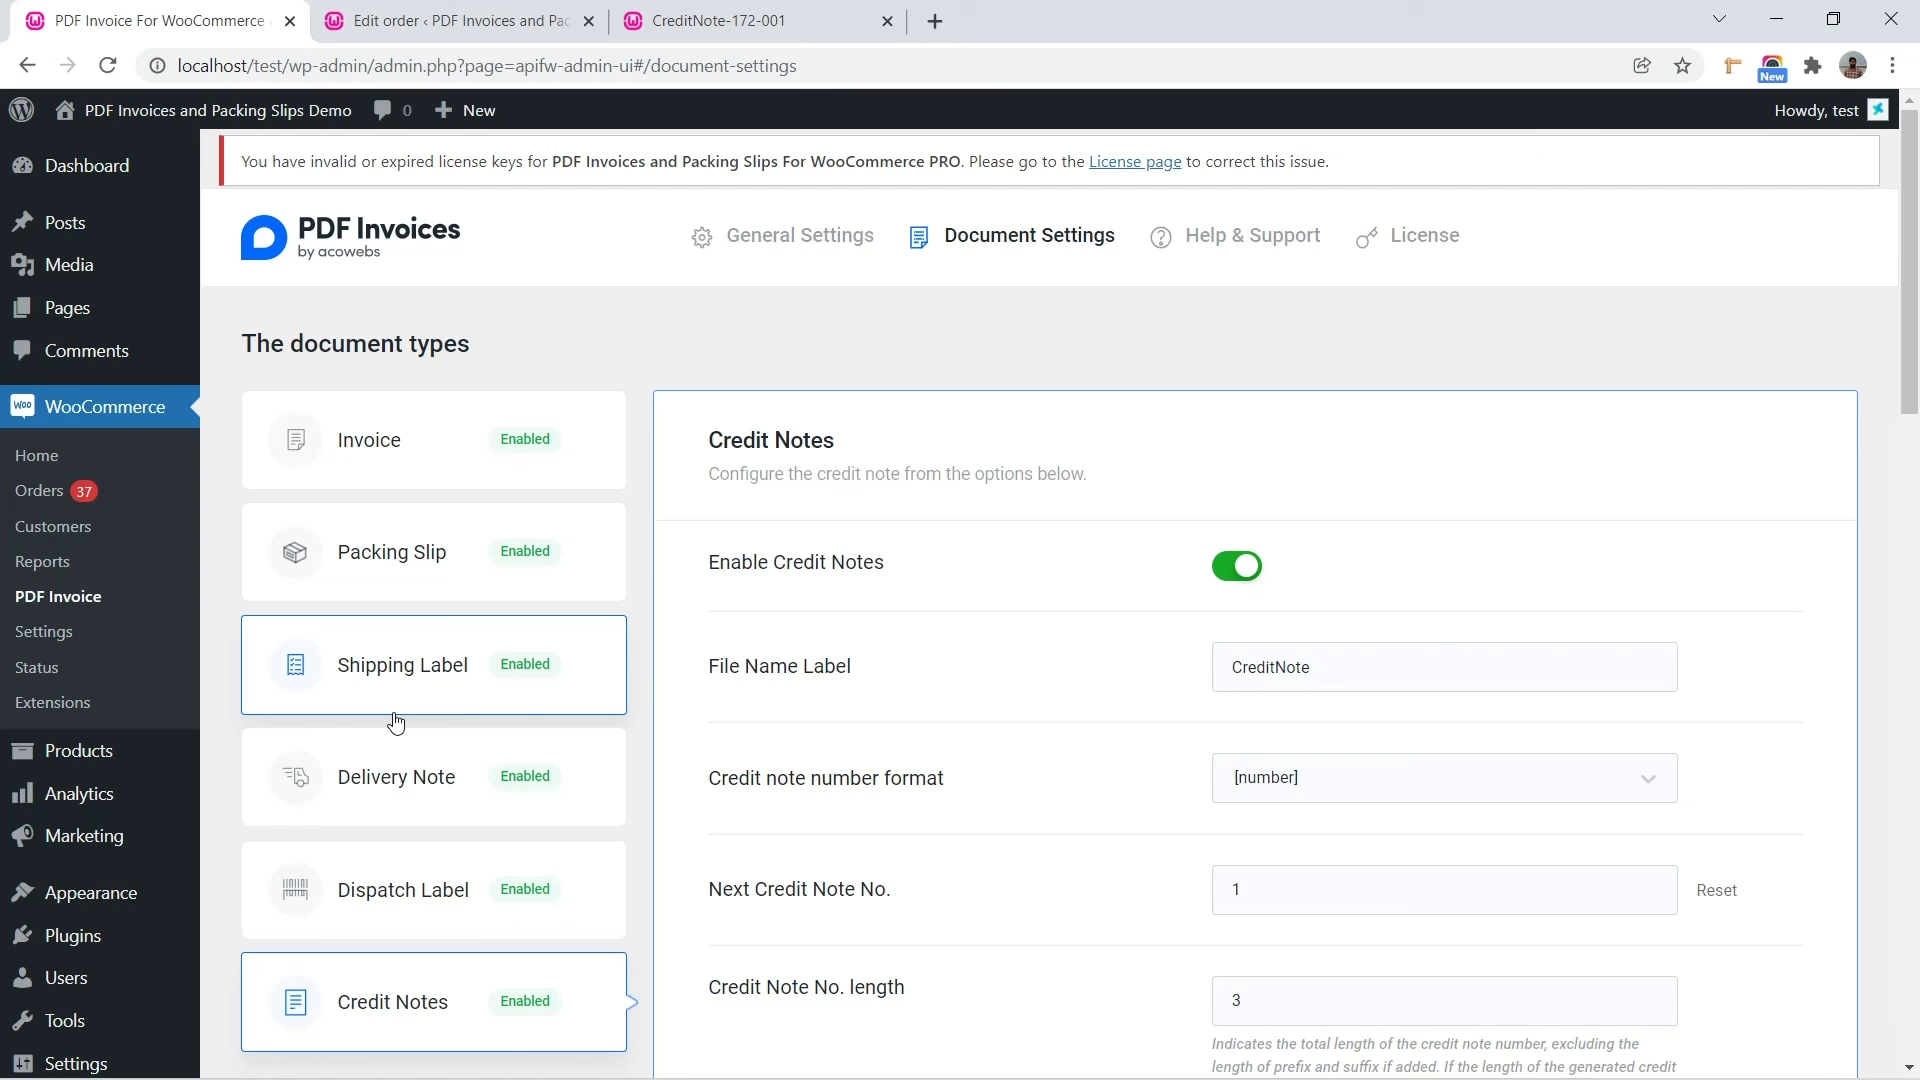 PDF Invoice For WooCommerce
Edit order ‹ PDF Invoices and Pac
CreditNote-172-001
localhost/test/wp-admin/admin.php?page=apifw-admin-ui#/document-settings
New
PDF Invoices and Packing Slips Demo
0
New
Howdy, test
Dashboard
Posts
Media
Pages
Comments
Woo
WooCommerce
Home
Orders 37
Customers
Reports
PDF Invoice
Settings
Status
Extensions
Products
Analytics
Marketing
Appearance
Plugins
Users
Tools
Settings
You have invalid or expired license keys for PDF Invoices and Packing Slips For WooCommerce PRO. Please go to the License page to correct this issue.
PDF Invoices
by acowebs
General Settings
Document Settings
Help & Support
License
The document types
Invoice
Enabled
Packing Slip
Enabled
Shipping Label
Enabled
Delivery Note
Enabled
Dispatch Label
Enabled
Credit Notes
Enabled
Credit Notes
Configure the credit note from the options below.
Enable Credit Notes
File Name Label
CreditNote
Credit note number format
[number]
Next Credit Note No.
1
Reset
Credit Note No. length
3
Indicates the total length of the credit note number, excluding the
length of prefix and suffix if added. If the length of the generated credit